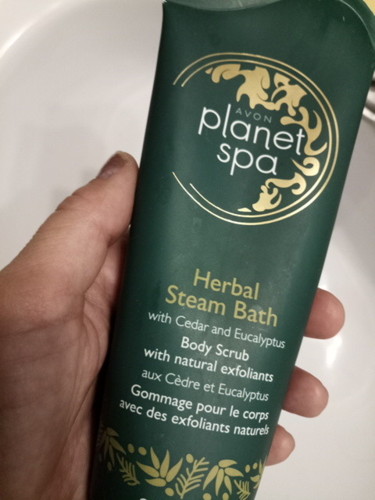 AVON
planet
spa
Herbal
Steam Bath
with Cedar and Eucalyptus
Body Scrub
with natural exfoliants
aux Cèdre et Eucalyptus
Gommage pour le corps
avec des exfoliants naturels